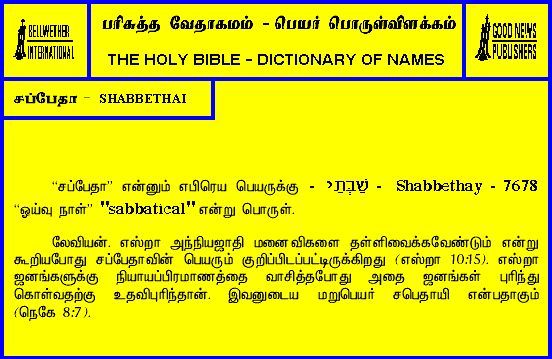 BELLWETHER
INTERNATIONAL
பரிசுத்த வேதாகமம் - பெயர் பொருள்விளக்கம்
THE HOLY BIBLE - DICTIONARY OF NAMES
GOOD NEWS
PUBLISHERS
சப்பேதா - SHABBETHAI
“சப்பேதா” என்னும் எபிரெய பெயருக்கு - שַׁבְּתַי - Shabbethay - 7678
“ஓய்வு நாள்” "sabbatical" என்று பொருள்.
லேவியன். எஸ்றா அந்நியஜாதி மனைவிகளை தள்ளிவைக்கவேண்டும் என்று
கூறியபோது சப்பேதாவின் பெயரும் குறிப்பிடப்பட்டிருக்கிறது (எஸ்றா 10:15). எஸ்றா
ஜனங்களுக்கு நியாயப்பிரமாணத்தை வாசித்தபோது அதை ஜனங்கள் புரிந்து
கொள்வதற்கு உதவிபுரிந்தான். இவனுடைய மறுபெயர் சபெதாயி என்பதாகும்
(நெகே 8:7).